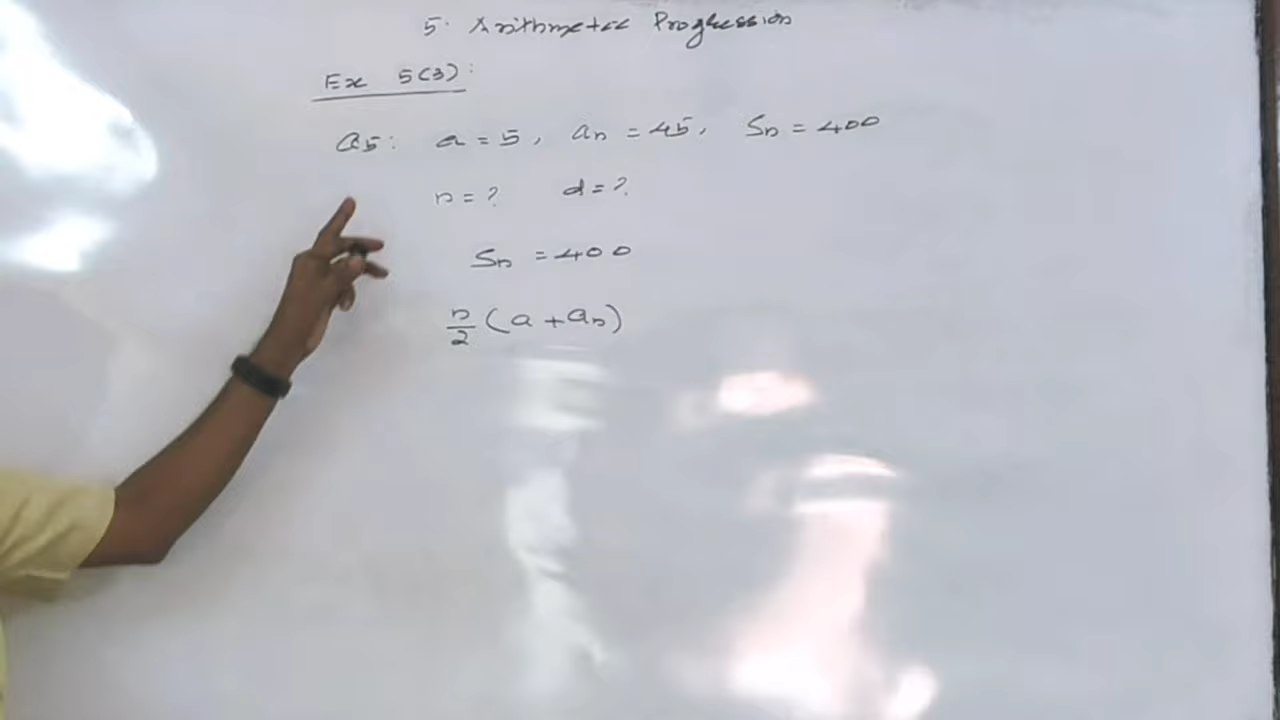 5. Arithmetic Progression
Ex 5(3):
Q5: a = 5, an = 45, Sn = 400
n = ? d = ?
Sn = 400
n/2 (a + an)